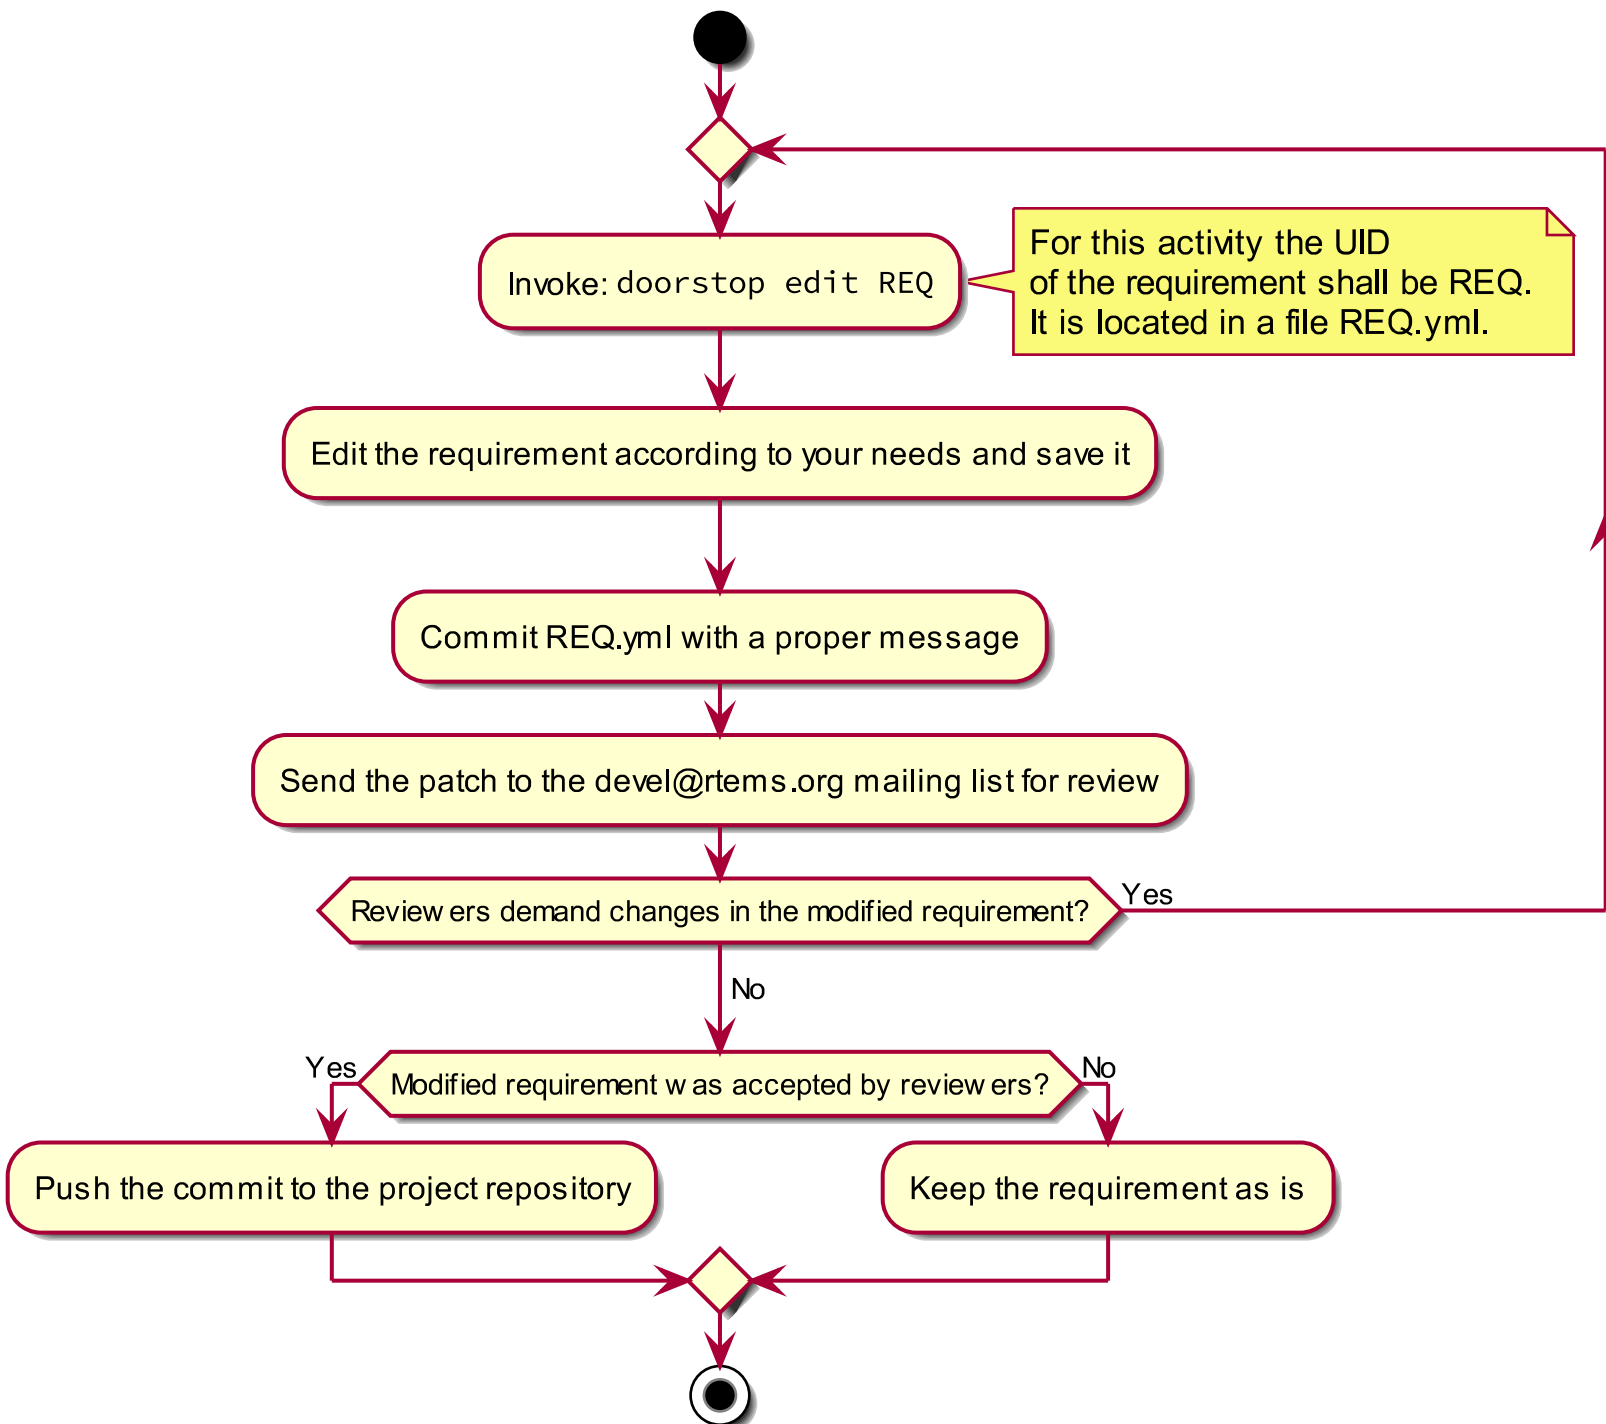 Invoke: doorstop edit REQ
For this activity the UID
of the requirement shall be REQ.
It is located in a file REQ.yml.
Edit the requirement according to your needs and save it
Commit REQ.yml with a proper message
Send the patch to the devel@rtems.org mailing list for review
Reviewers demand changes in the modified requirement?
Yes
No
Yes
Modified requirement was accepted by reviewers?
No
Push the commit to the project repository
Keep the requirement as is